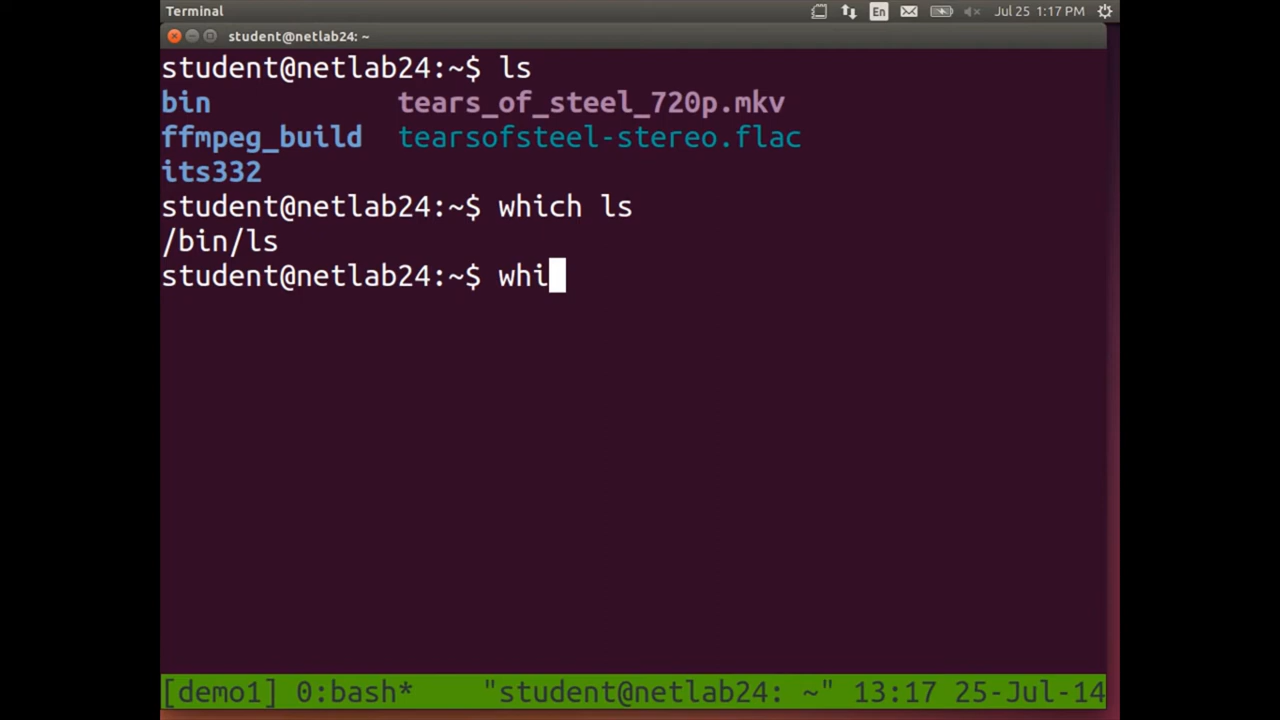 Terminal En Jul 25 1:17 PM
student@netlab24: ~
student@netlab24:~$ ls
bin tears_of_steel_720p.mkv
ffmpeg_build tearsofsteel-stereo.flac
its332
student@netlab24:~$ which ls
/bin/ls
student@netlab24:~$ whi
[demo1] 0:bash* "student@netlab24: ~" 13:17 25-Jul-14